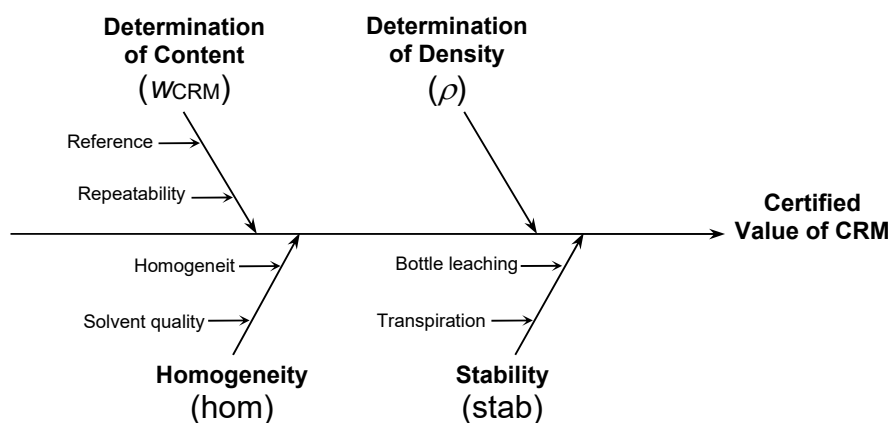 Determination
of Content
(wCRM)
Determination
of Density
(ρ)
Reference
Repeatability
Certified
Value of CRM
Homogeneit
Bottle leaching
Solvent quality
Transpiration
Homogeneity
(hom)
Stability
(stab)